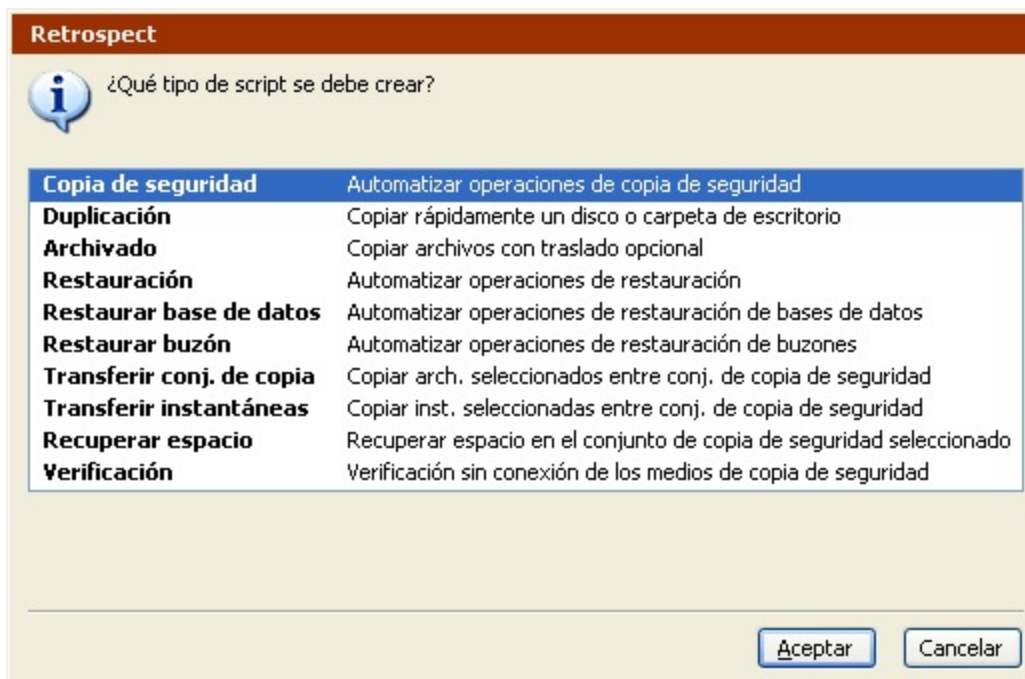 Retrospect
¿Qué tipo de script se debe crear?
Copia de seguridad Automatizar operaciones de copia de seguridad
Duplicación Copiar rápidamente un disco o carpeta de escritorio
Archivado Copiar archivos con traslado opcional
Restauración Automatizar operaciones de restauración
Restaurar base de datos Automatizar operaciones de restauración de bases de datos
Restaurar buzón Automatizar operaciones de restauración de buzones
Transferir conj. de copia Copiar arch. seleccionados entre conj. de copia de seguridad
Transferir instantáneas Copiar inst. seleccionadas entre conj. de copia de seguridad
Recuperar espacio Recuperar espacio en el conjunto de copia de seguridad seleccionado
Verificación Verificación sin conexión de los medios de copia de seguridad
Aceptar Cancelar